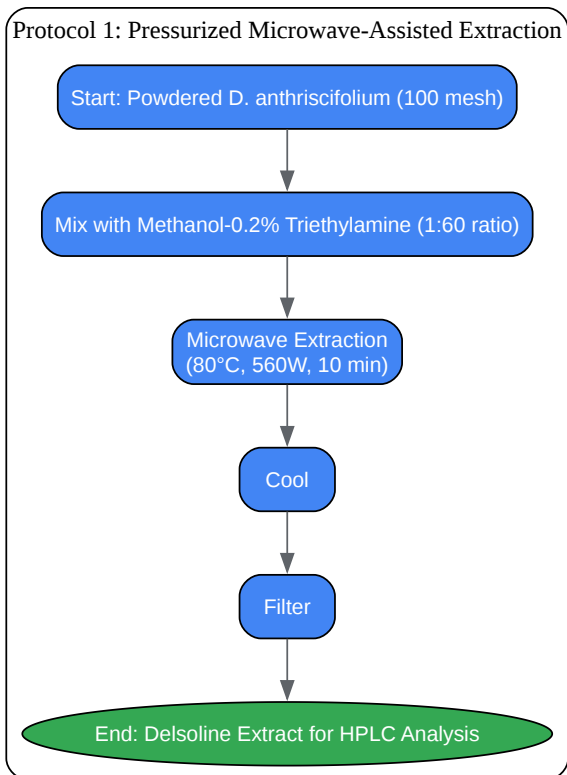 Protocol 1: Pressurized Microwave-Assisted Extraction
Start: Powdered D. anthriscifolium (100 mesh)
Mix with Methanol-0.2% Triethylamine (1:60 ratio)
Microwave Extraction
(80°C, 560W, 10 min)
Cool
Filter
End: Delsoline Extract for HPLC Analysis